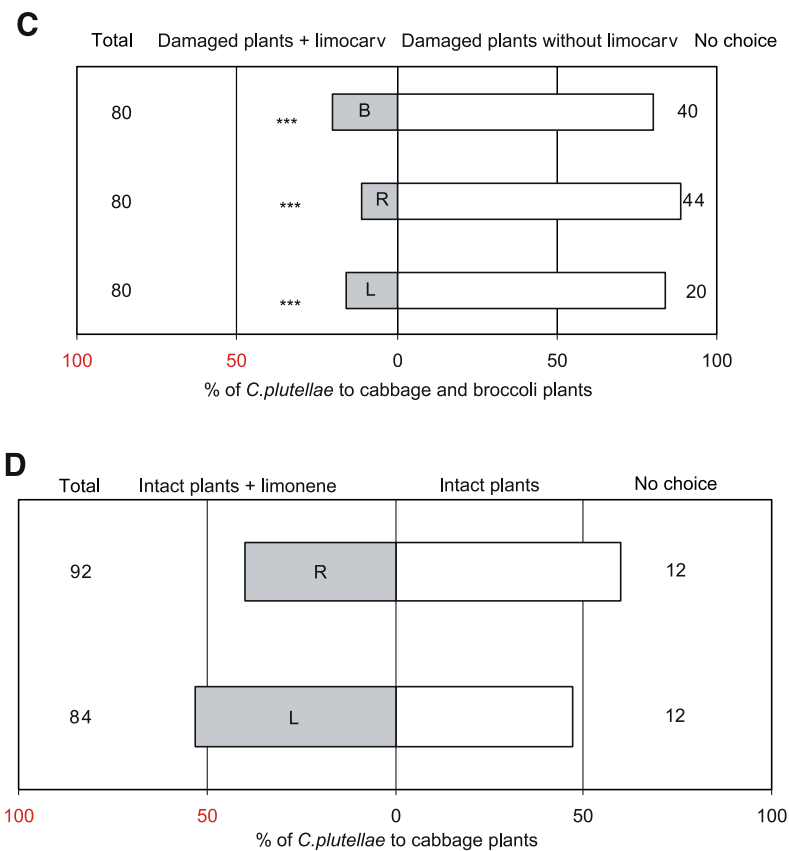 C
Total Damaged plants + limocarv Damaged plants without limocarv No choice
80 *** B 40
80 *** R 44
80 *** L 20
100 50 0 50 100
% of C.plutellae to cabbage and broccoli plants
D
Total Intact plants + limonene Intact plants No choice
92 R 12
84 L 12
100 50 0 50 100
% of C.plutellae to cabbage plants